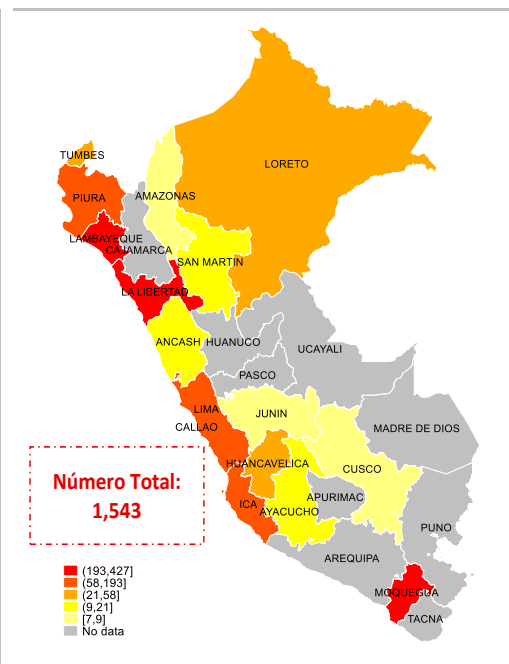 TUMBES
LORETO
PIURA
AMAZONAS
LAMBAYEQUE
CAJAMARCA
SAN MARTIN
LA LIBERTAD
ANCASH
HUANUCO
UCAYALI
PASCO
LIMA
JUNIN
CALLAO
MADRE DE DIOS
HUANCAVELICA
CUSCO
Número Total:
1,543
ICA
APURIMAC
AYACUCHO
PUNO
AREQUIPA
MOQUEGUA
TACNA
(193,427]
(58,193]
(21,58]
(9,21]
[7,9]
No data